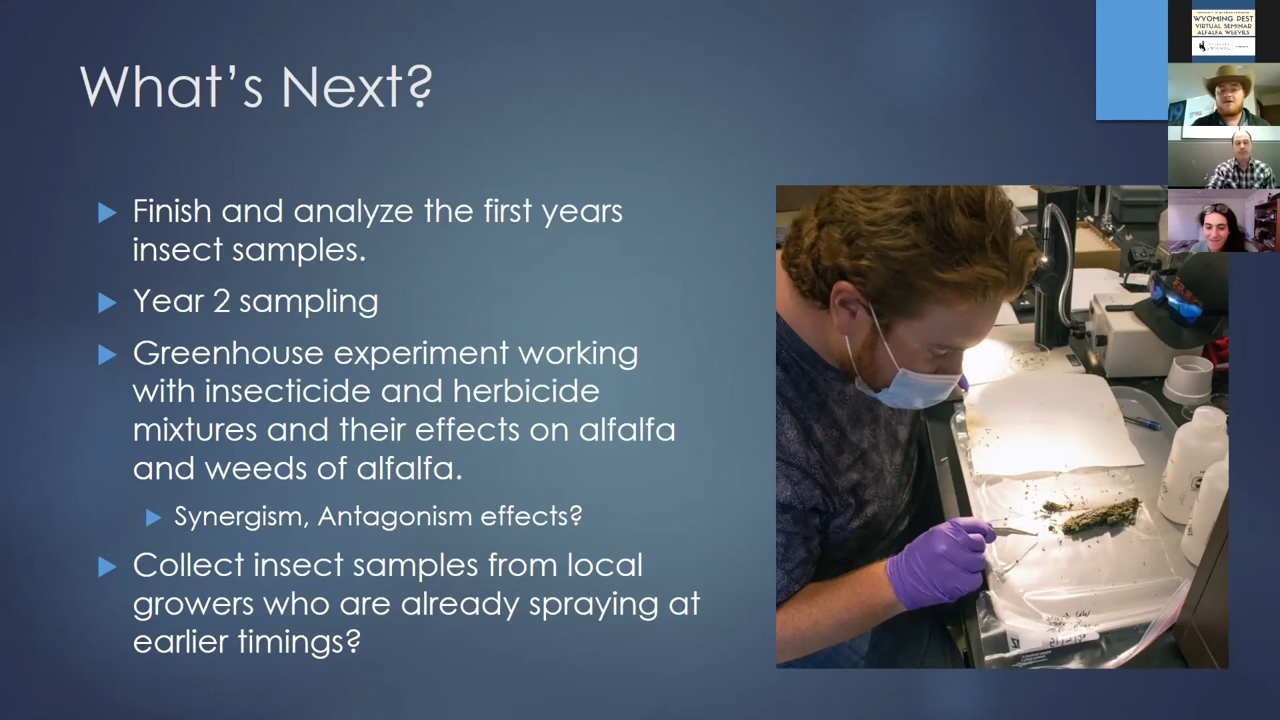 What's Next?
Finish and analyze the first years
insect samples.
Year 2 sampling
Greenhouse experiment working
with insecticide and herbicide
mixtures and their effects on alfalfa
and weeds of alfalfa.
Synergism, Antagonism effects?
Collect insect samples from local
growers who are already spraying at
earlier timings?
WYOMING PEST
VIRTUAL SEMINAR
ALFALFA WEEVILS